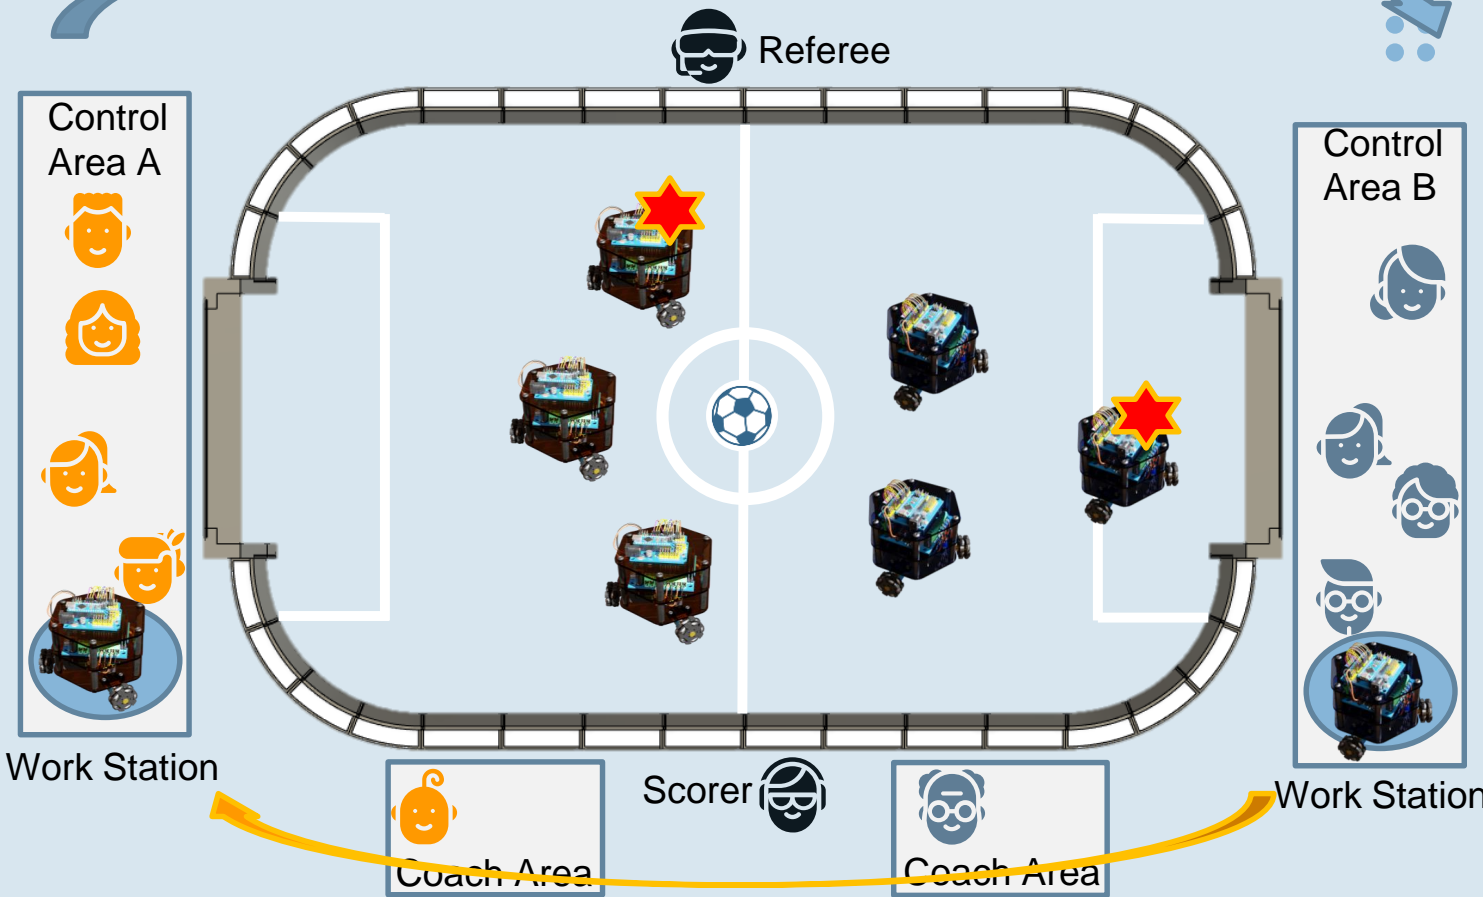 Referee
Control
Area A
Control
Area B
Work Station
Scorer
Work Station
Coach Area
Coach Area